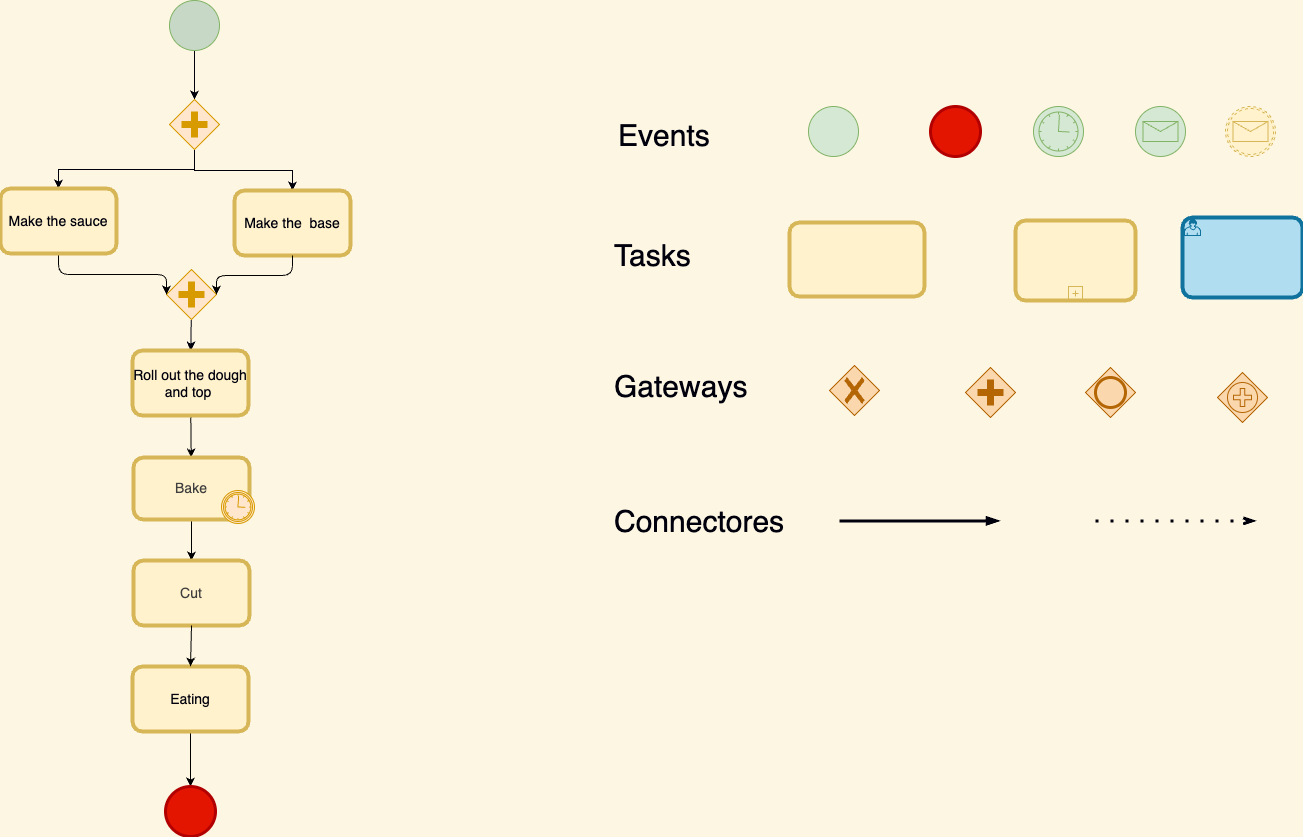 Make the sauce
Make the  base
Roll out the dough
and top
Bake
Cut
Eating
Events
Tasks
Gateways
Connectores